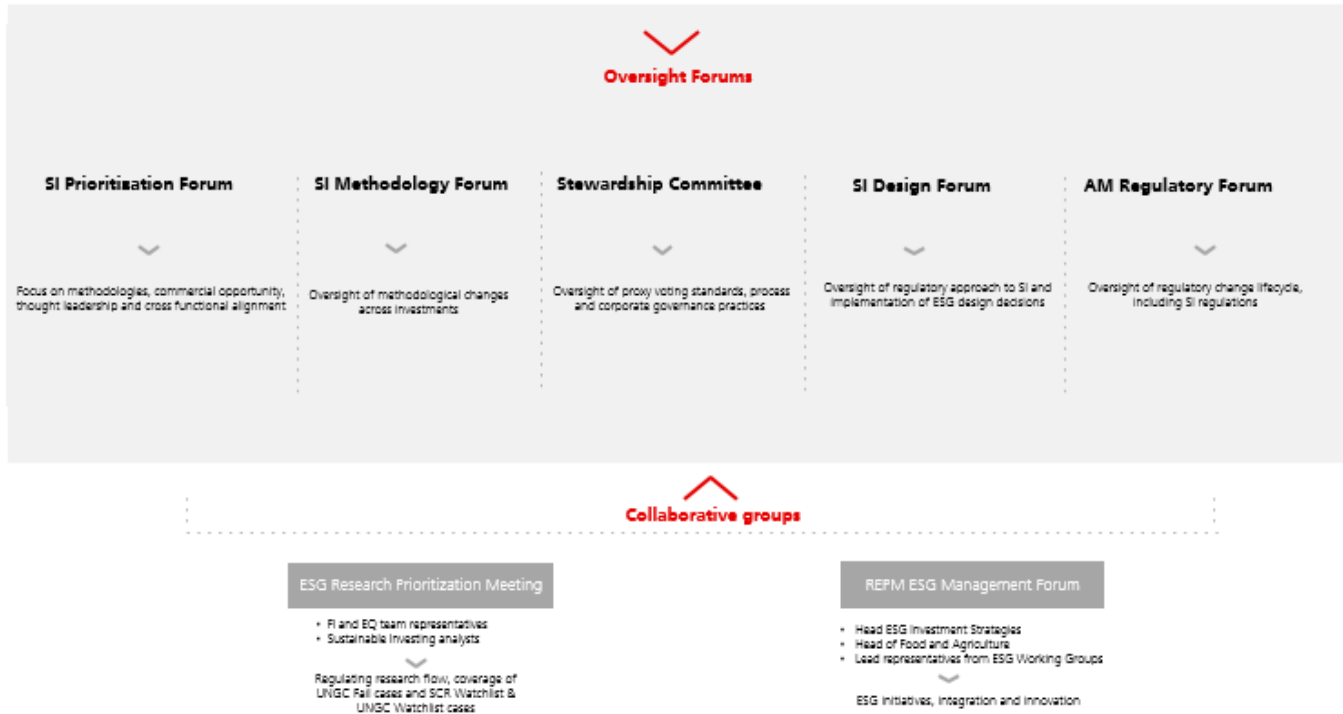 Oversight Forums
SI Prioritization Forum
SI Methodology Forum
Stewardship Committee
SI Design Forum
AM Regulatory Forum
Focus on methodologies, commercial opportunity,
thought leadership and cross functional alignment
Oversight of methodological changes
across investments
Oversight of proxy voting standards, process
and corporate governance practices
Oversight of regulatory approach to SI and
implementation of ESG design decisions
Oversight of regulatory change lifecycle,
including SI regulations
Collaborative groups
ESG Research Prioritization Meeting
• FI and EQ team representatives
• Sustainable Investing analysts
Regulating research flow, coverage of
UNGC Fail cases and SCR Watchlist &
UNGC Watchlist cases
REPM ESG Management Forum
• Head ESG Investment Strategies
• Head of Food and Agriculture
• Lead representatives from ESG Working Groups
ESG initiatives, integration and innovation